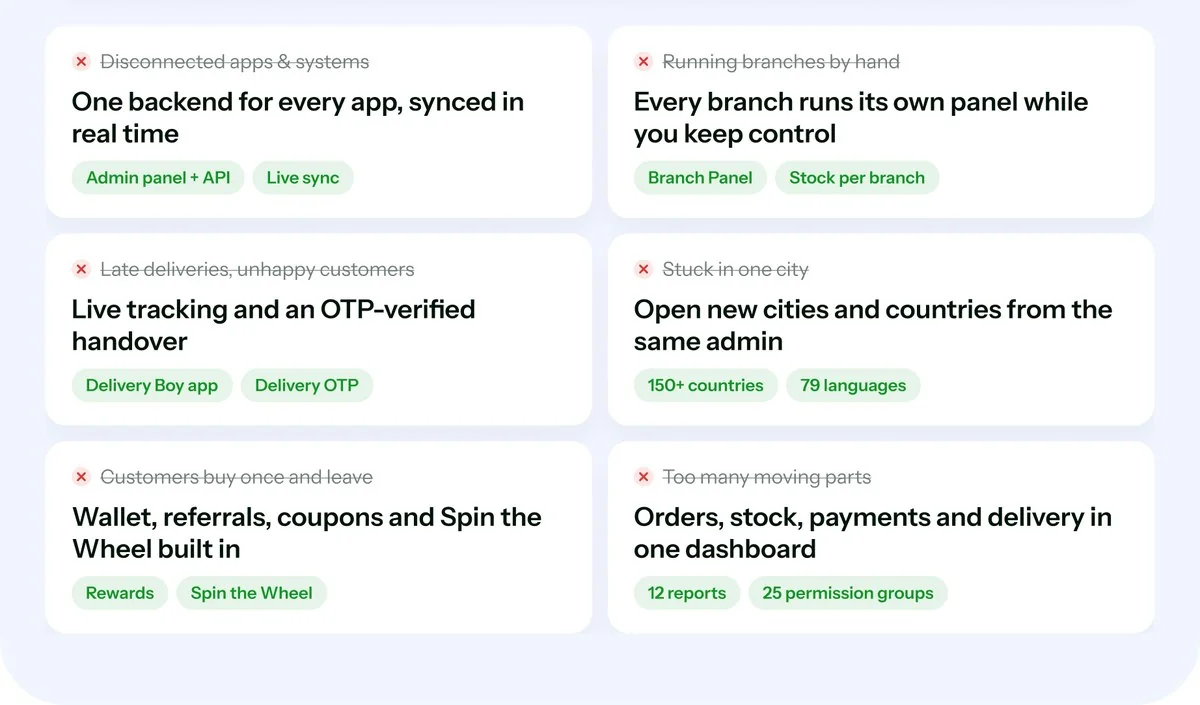 Disconnected apps & systems
One backend for every app, synced in
real time
Admin panel + API
Live sync
Running branches by hand
Every branch runs its own panel while
you keep control
Branch Panel
Stock per branch
Late deliveries, unhappy customers
Live tracking and an OTP-verified
handover
Delivery Boy app
Delivery OTP
Stuck in one city
Open new cities and countries from the
same admin
150+ countries
79 languages
Customers buy once and leave
Wallet, referrals, coupons and Spin the
Wheel built in
Rewards
Spin the Wheel
Too many moving parts
Orders, stock, payments and delivery in
one dashboard
12 reports
25 permission groups